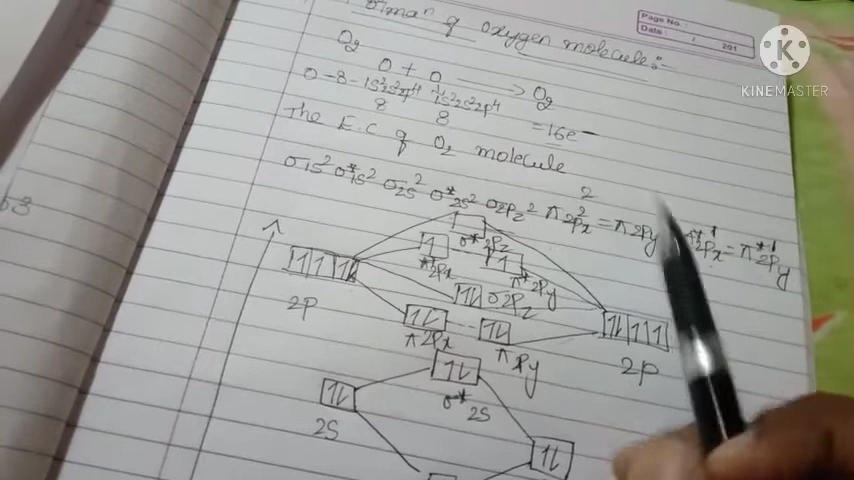 of oxygen molecule:-
Page No.:
Date: / 201
KINEMASTER
O2
O + O → O2
O-8-1s²2s²2p⁴ 1s²2s²2p⁴
8 8 =16e⁻
The E.C of O2 molecule
σ1s² σ*1s² σ2s² σ*2s² σ2pz² π2px² = π2py² π*2px¹ = π*2py¹
σ*2pz
π*2px π*2py
σ2pz
2p
π2px π2py
2p
σ*2s
2s
63